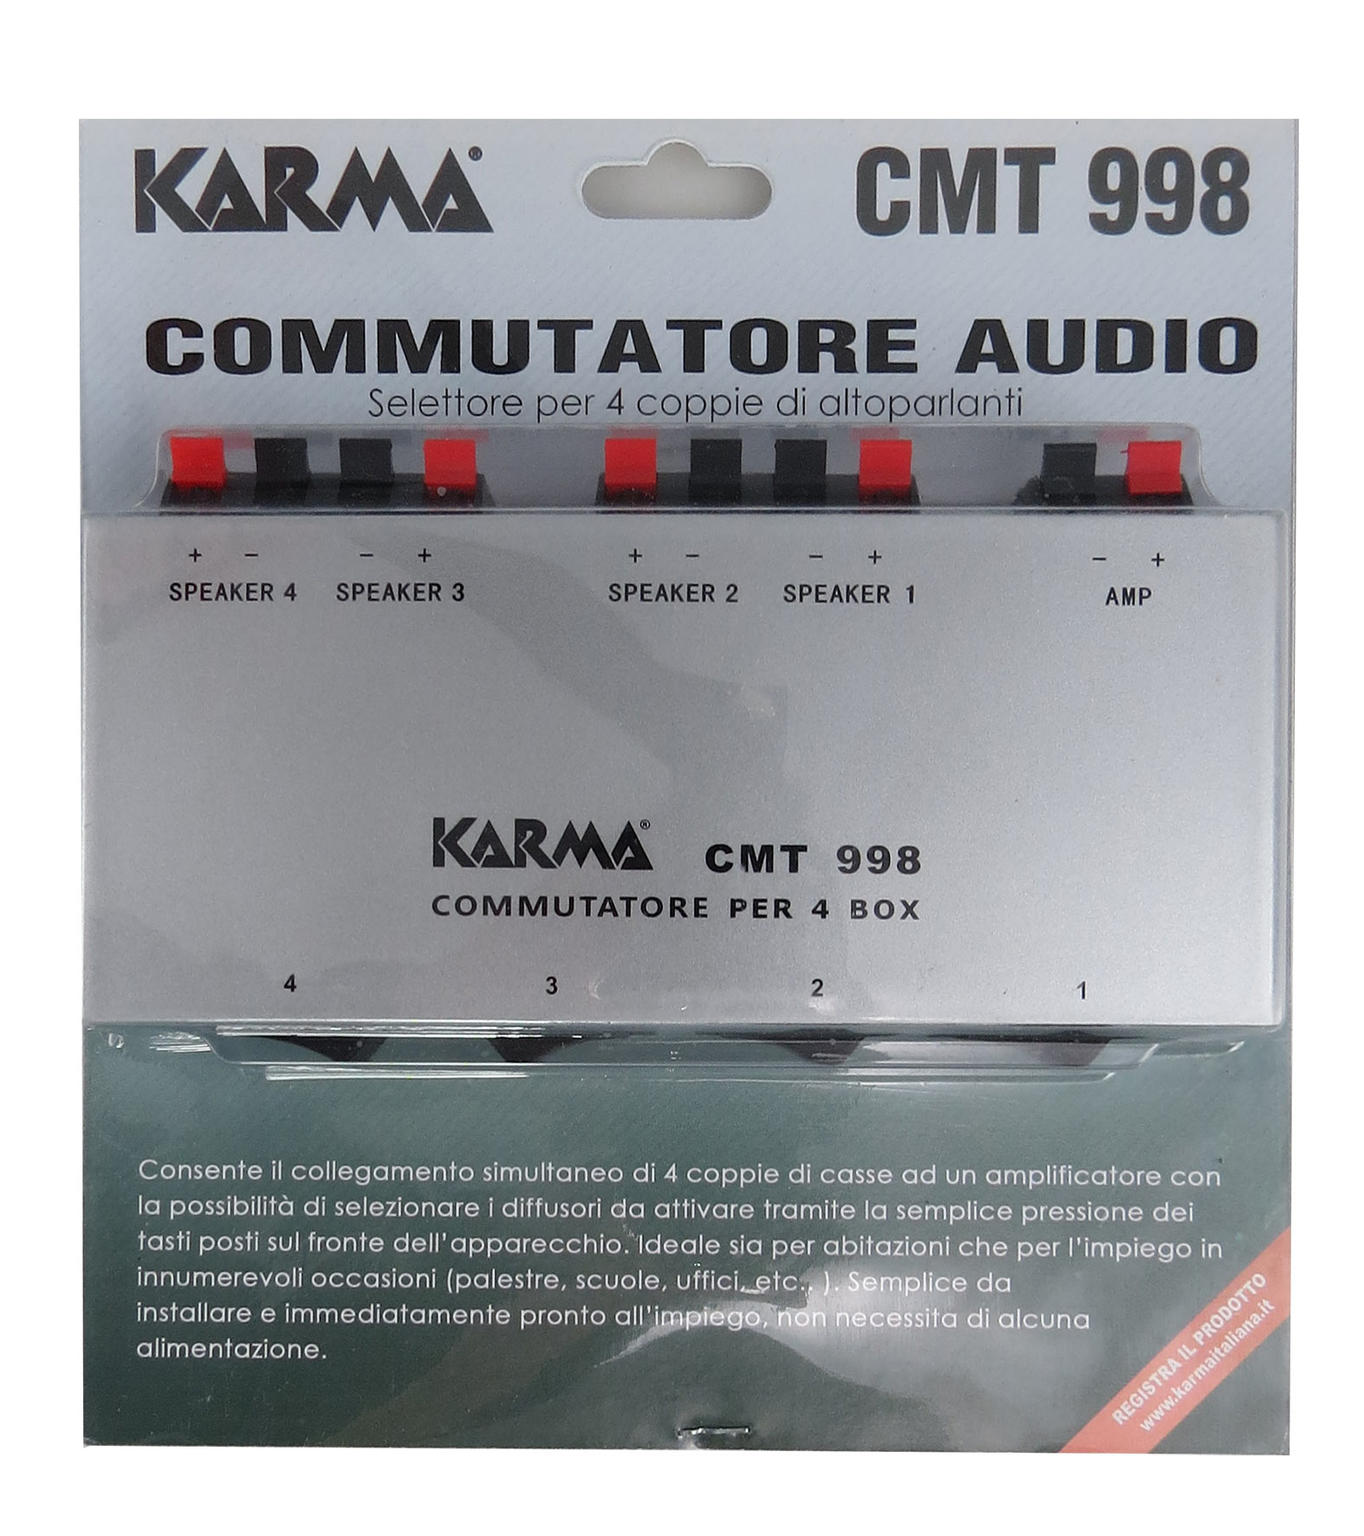 KARMA® CMT 998
COMMUTATORE AUDIO
Selettore per 4 coppie di altoparlanti
+ − − + + − − + − +
SPEAKER 4 SPEAKER 3 SPEAKER 2 SPEAKER 1 AMP
KARMA® CMT 998
COMMUTATORE PER 4 BOX
4 3 2 1
Consente il collegamento simultaneo di 4 coppie di casse ad un amplificatore con
la possibilità di selezionare i diffusori da attivare tramite la semplice pressione dei
tasti posti sul fronte dell'apparecchio. Ideale sia per abitazioni che per l'impiego in
innumerevoli occasioni (palestre, scuole, uffici, etc.. ). Semplice da
installare e immediatamente pronto all'impiego, non necessita di alcuna
alimentazione.
REGISTRA IL PRODOTTO
www.karmaitaliana.it